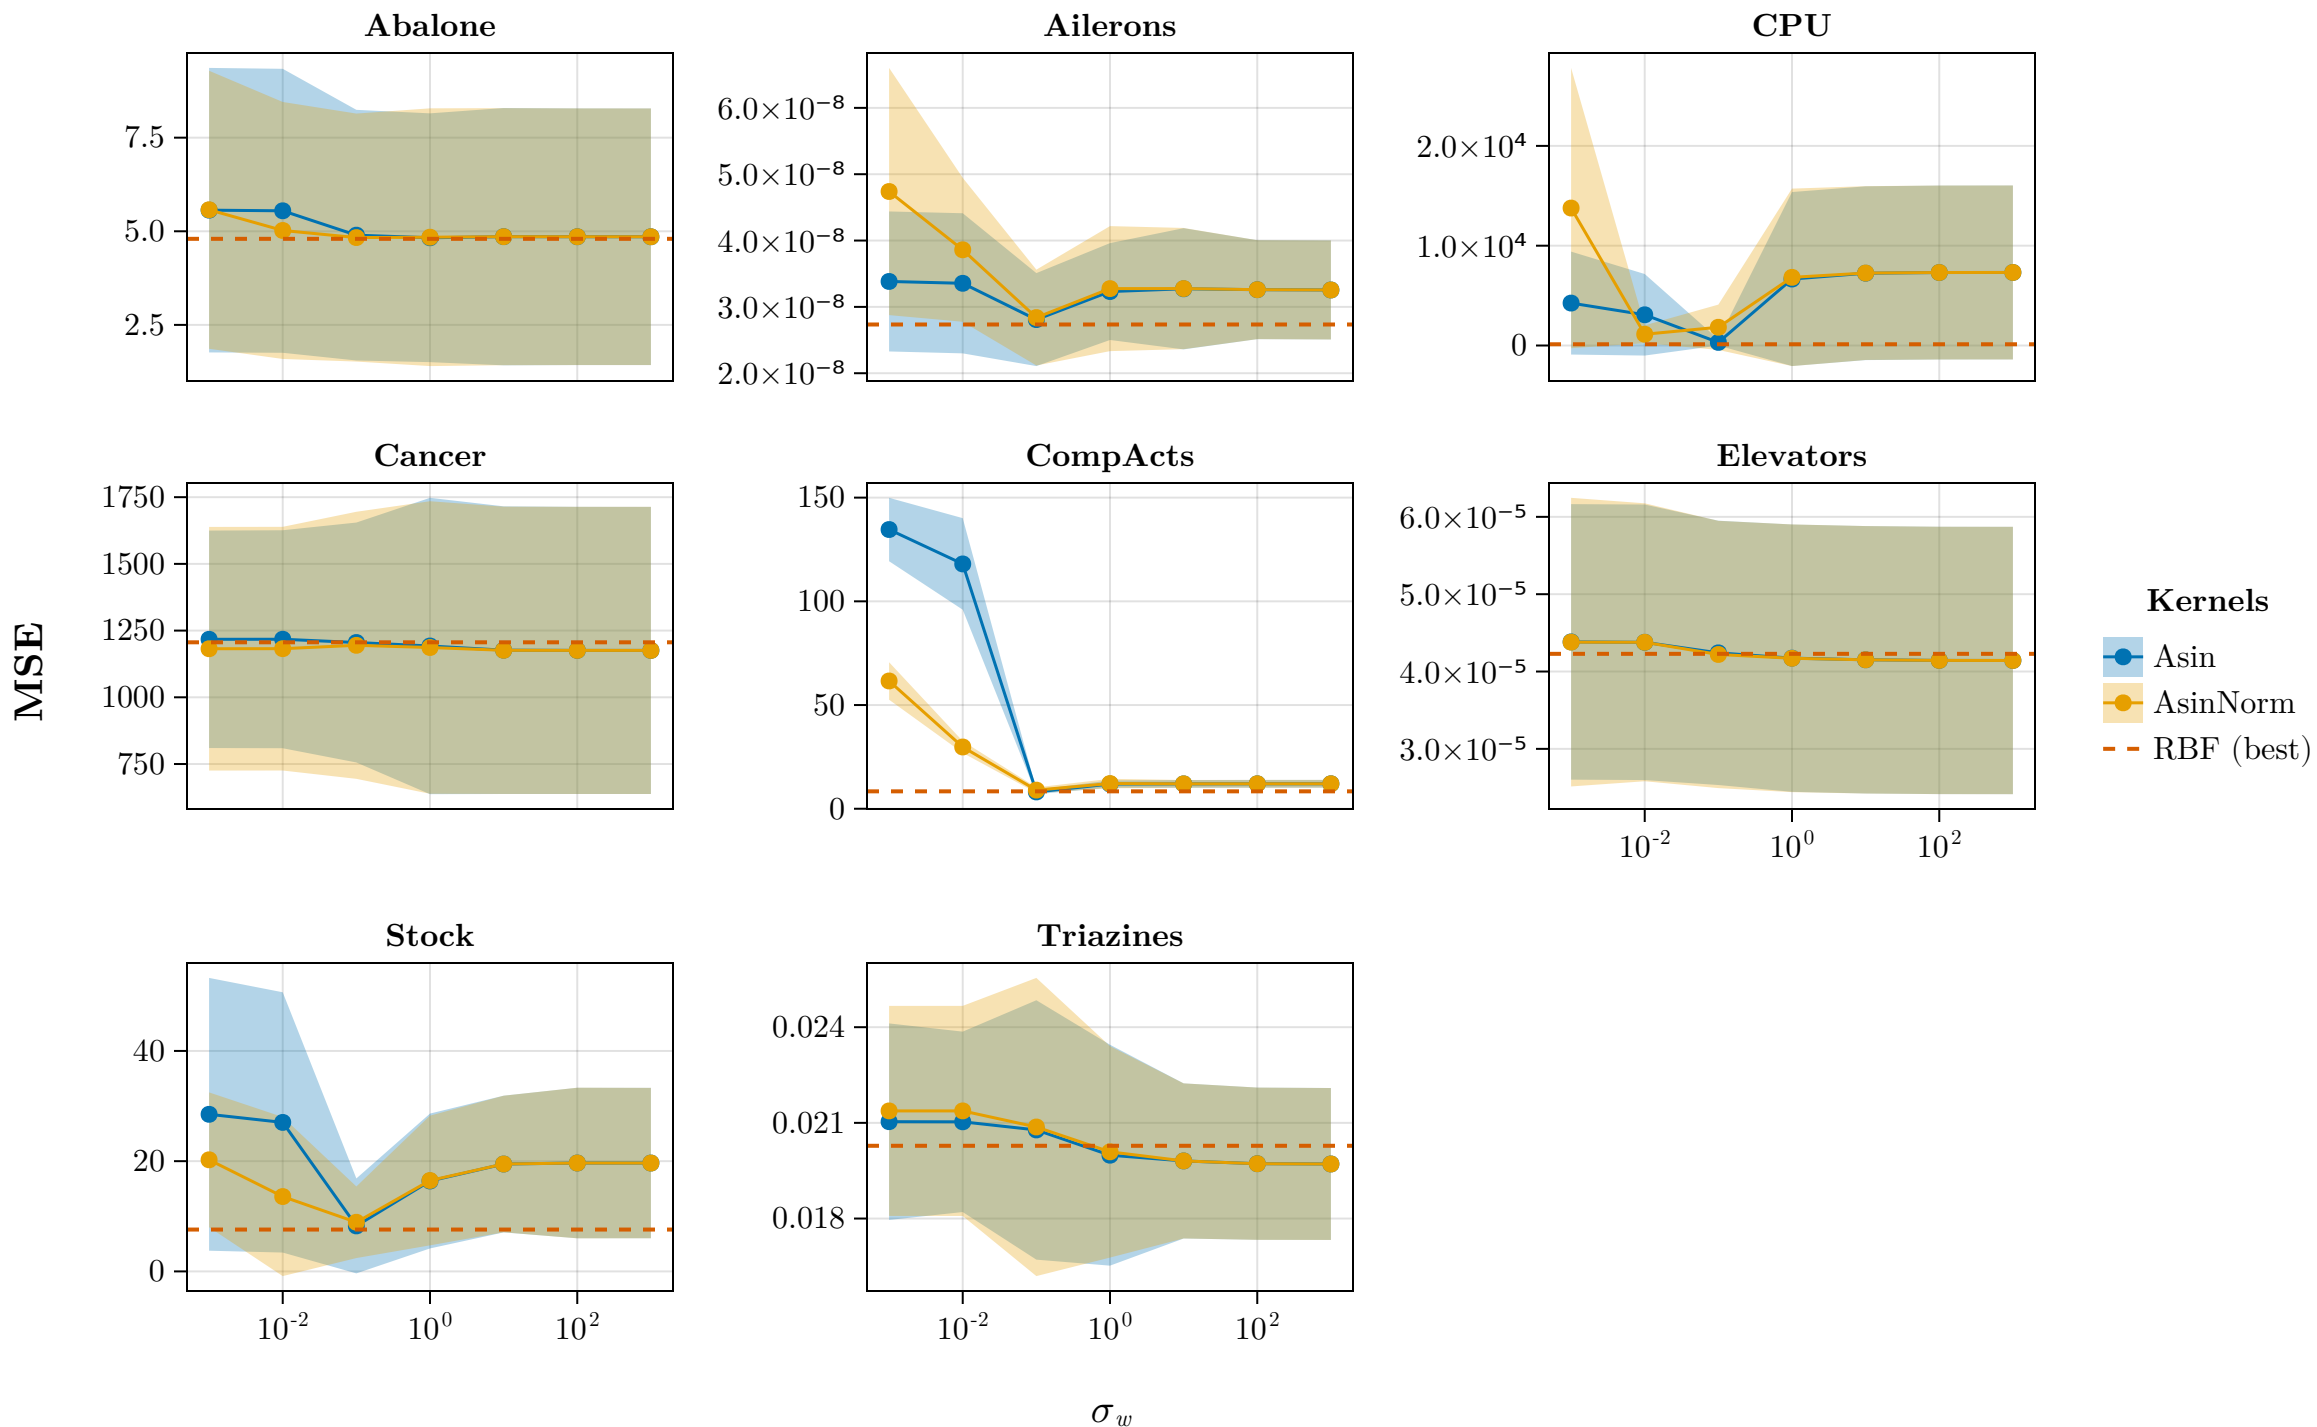 Abalone
Ailerons
CPU
7.5
5.0
2.5
6.0×10⁻⁸
5.0×10⁻⁸
4.0×10⁻⁸
3.0×10⁻⁸
2.0×10⁻⁸
2.0×10⁴
1.0×10⁴
0
Cancer
CompActs
Elevators
1750
1500
1250
1000
750
150
100
50
0
6.0×10⁻⁵
5.0×10⁻⁵
4.0×10⁻⁵
3.0×10⁻⁵
10⁻² 10⁰ 10²
MSE
Kernels
Asin
AsinNorm
RBF (best)
Stock
Triazines
40
20
0
10⁻² 10⁰ 10²
0.024
0.021
0.018
10⁻² 10⁰ 10²
σ_w